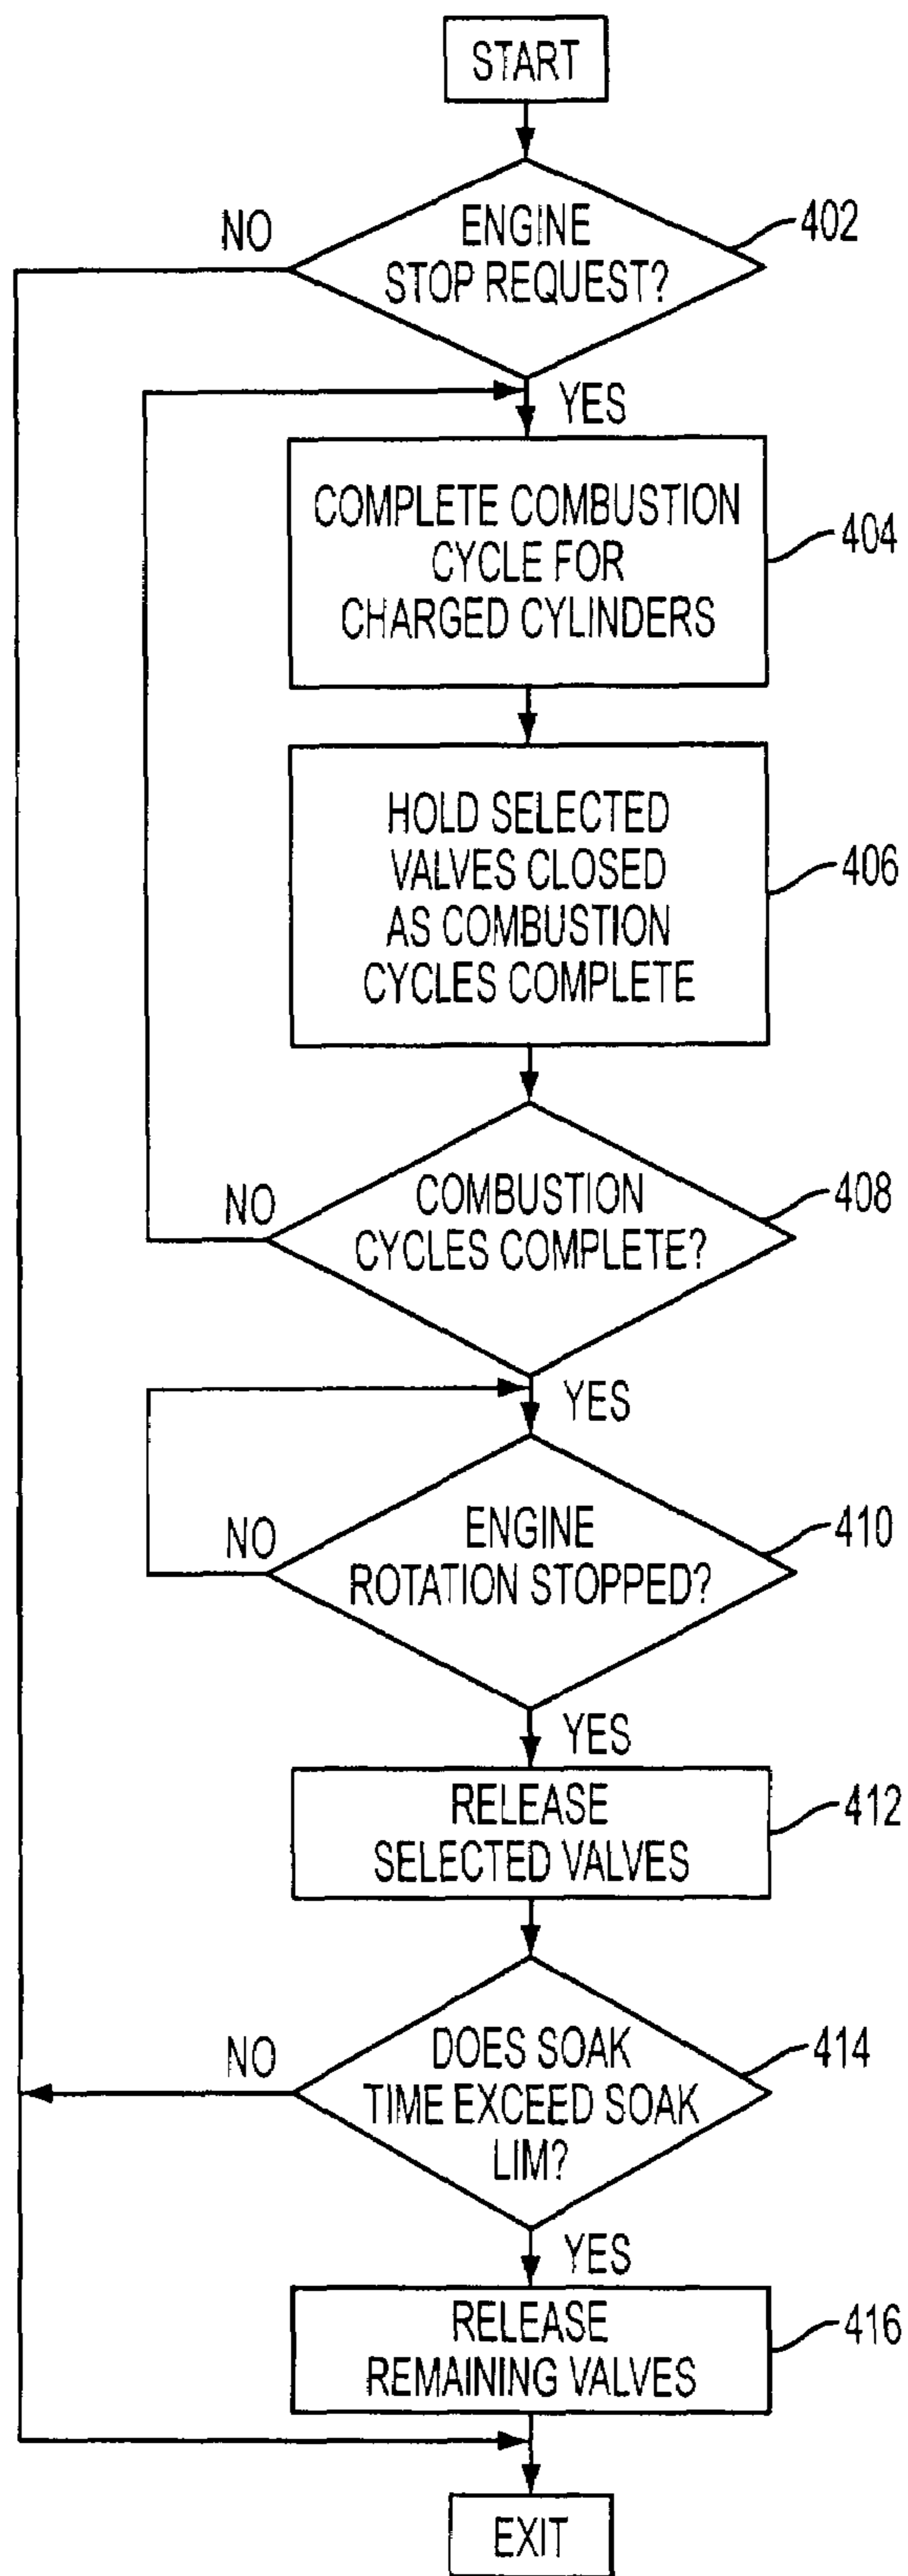 START
NO
ENGINE
STOP REQUEST?
402
YES
COMPLETE COMBUSTION
CYCLE FOR
CHARGED CYLINDERS
404
HOLD SELECTED
VALVES CLOSED
AS COMBUSTION
CYCLES COMPLETE
406
NO
COMBUSTION
CYCLES COMPLETE?
408
YES
NO
ENGINE
ROTATION STOPPED?
410
YES
RELEASE
SELECTED VALVES
412
NO
DOES SOAK
TIME EXCEED SOAK
LIM?
414
YES
RELEASE
REMAINING VALVES
416
EXIT